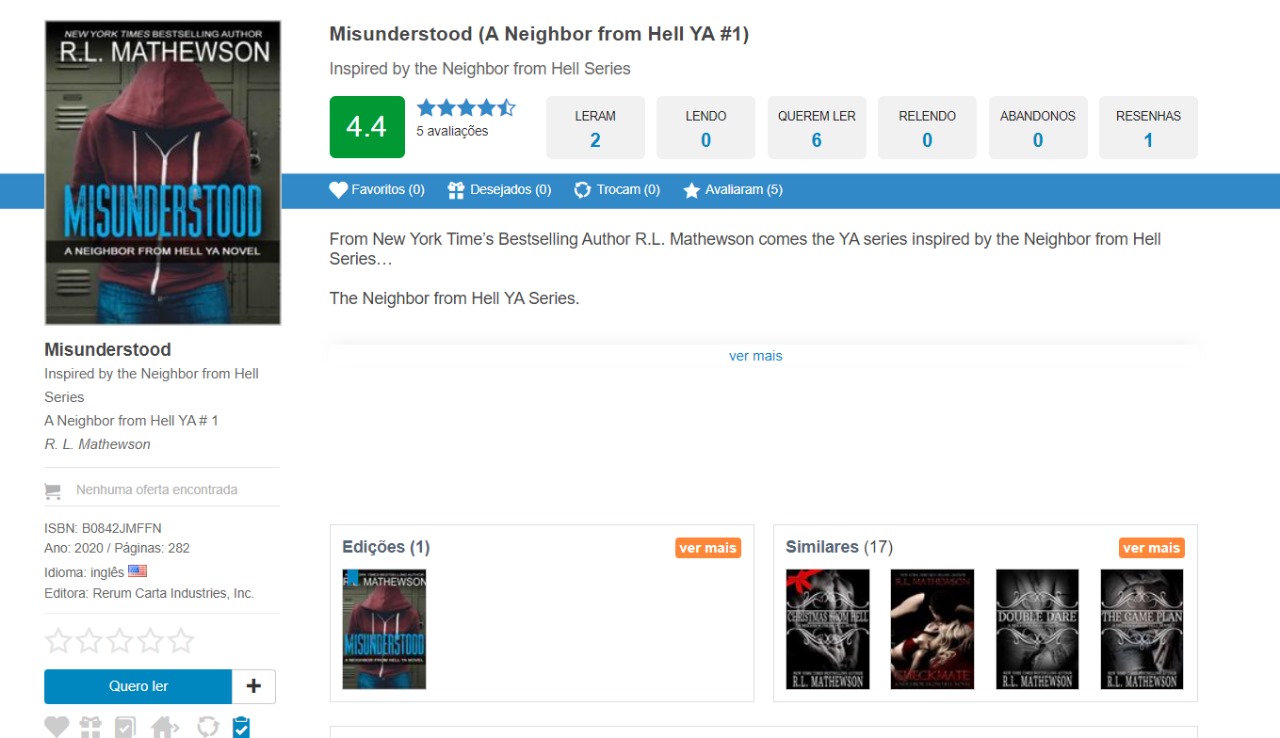 NEW YORK TIMES BESTSELLING AUTHOR
R.L. MATHEWSON
MISUNDERSTOOD
A NEIGHBOR FROM HELL YA NOVEL
Misunderstood (A Neighbor from Hell YA #1)
Inspired by the Neighbor from Hell Series
4.4
5 avaliações
LERAM
2
LENDO
0
QUEREM LER
6
RELENDO
0
ABANDONOS
0
RESENHAS
1
Favoritos (0)
Desejados (0)
Trocam (0)
Avaliaram (5)
From New York Time’s Bestselling Author R.L. Mathewson comes the YA series inspired by the Neighbor from Hell
Series…
The Neighbor from Hell YA Series.
ver mais
Misunderstood
Inspired by the Neighbor from Hell
Series
A Neighbor from Hell YA # 1
R. L. Mathewson
Nenhuma oferta encontrada
ISBN: B0842JMFFN
Ano: 2020 / Páginas: 282
Idioma: inglês
Editora: Rerum Carta Industries, Inc.
Quero ler
+
Edições (1)
ver mais
R.L. MATHEWSON
MISUNDERSTOOD
A NEIGHBOR FROM HELL YA NOVEL
Similares (17)
ver mais
CHRISTMAS FROM HELL
R.L. MATHEWSON
R.L. MATHEWSON
CHECKMATE
DOUBLE DARE
R.L. MATHEWSON
THE GAME PLAN
R.L. MATHEWSON